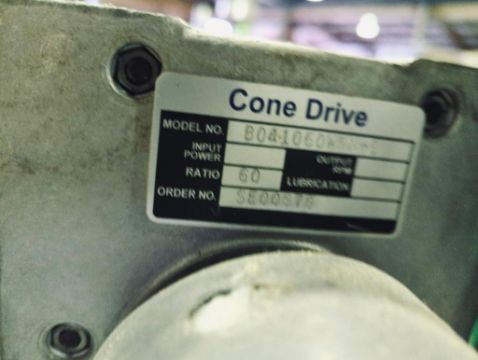 Cone Drive
MODEL NO.
INPUT POWER OUTPUT RPM
RATIO 60 LUBRICATION
ORDER NO.